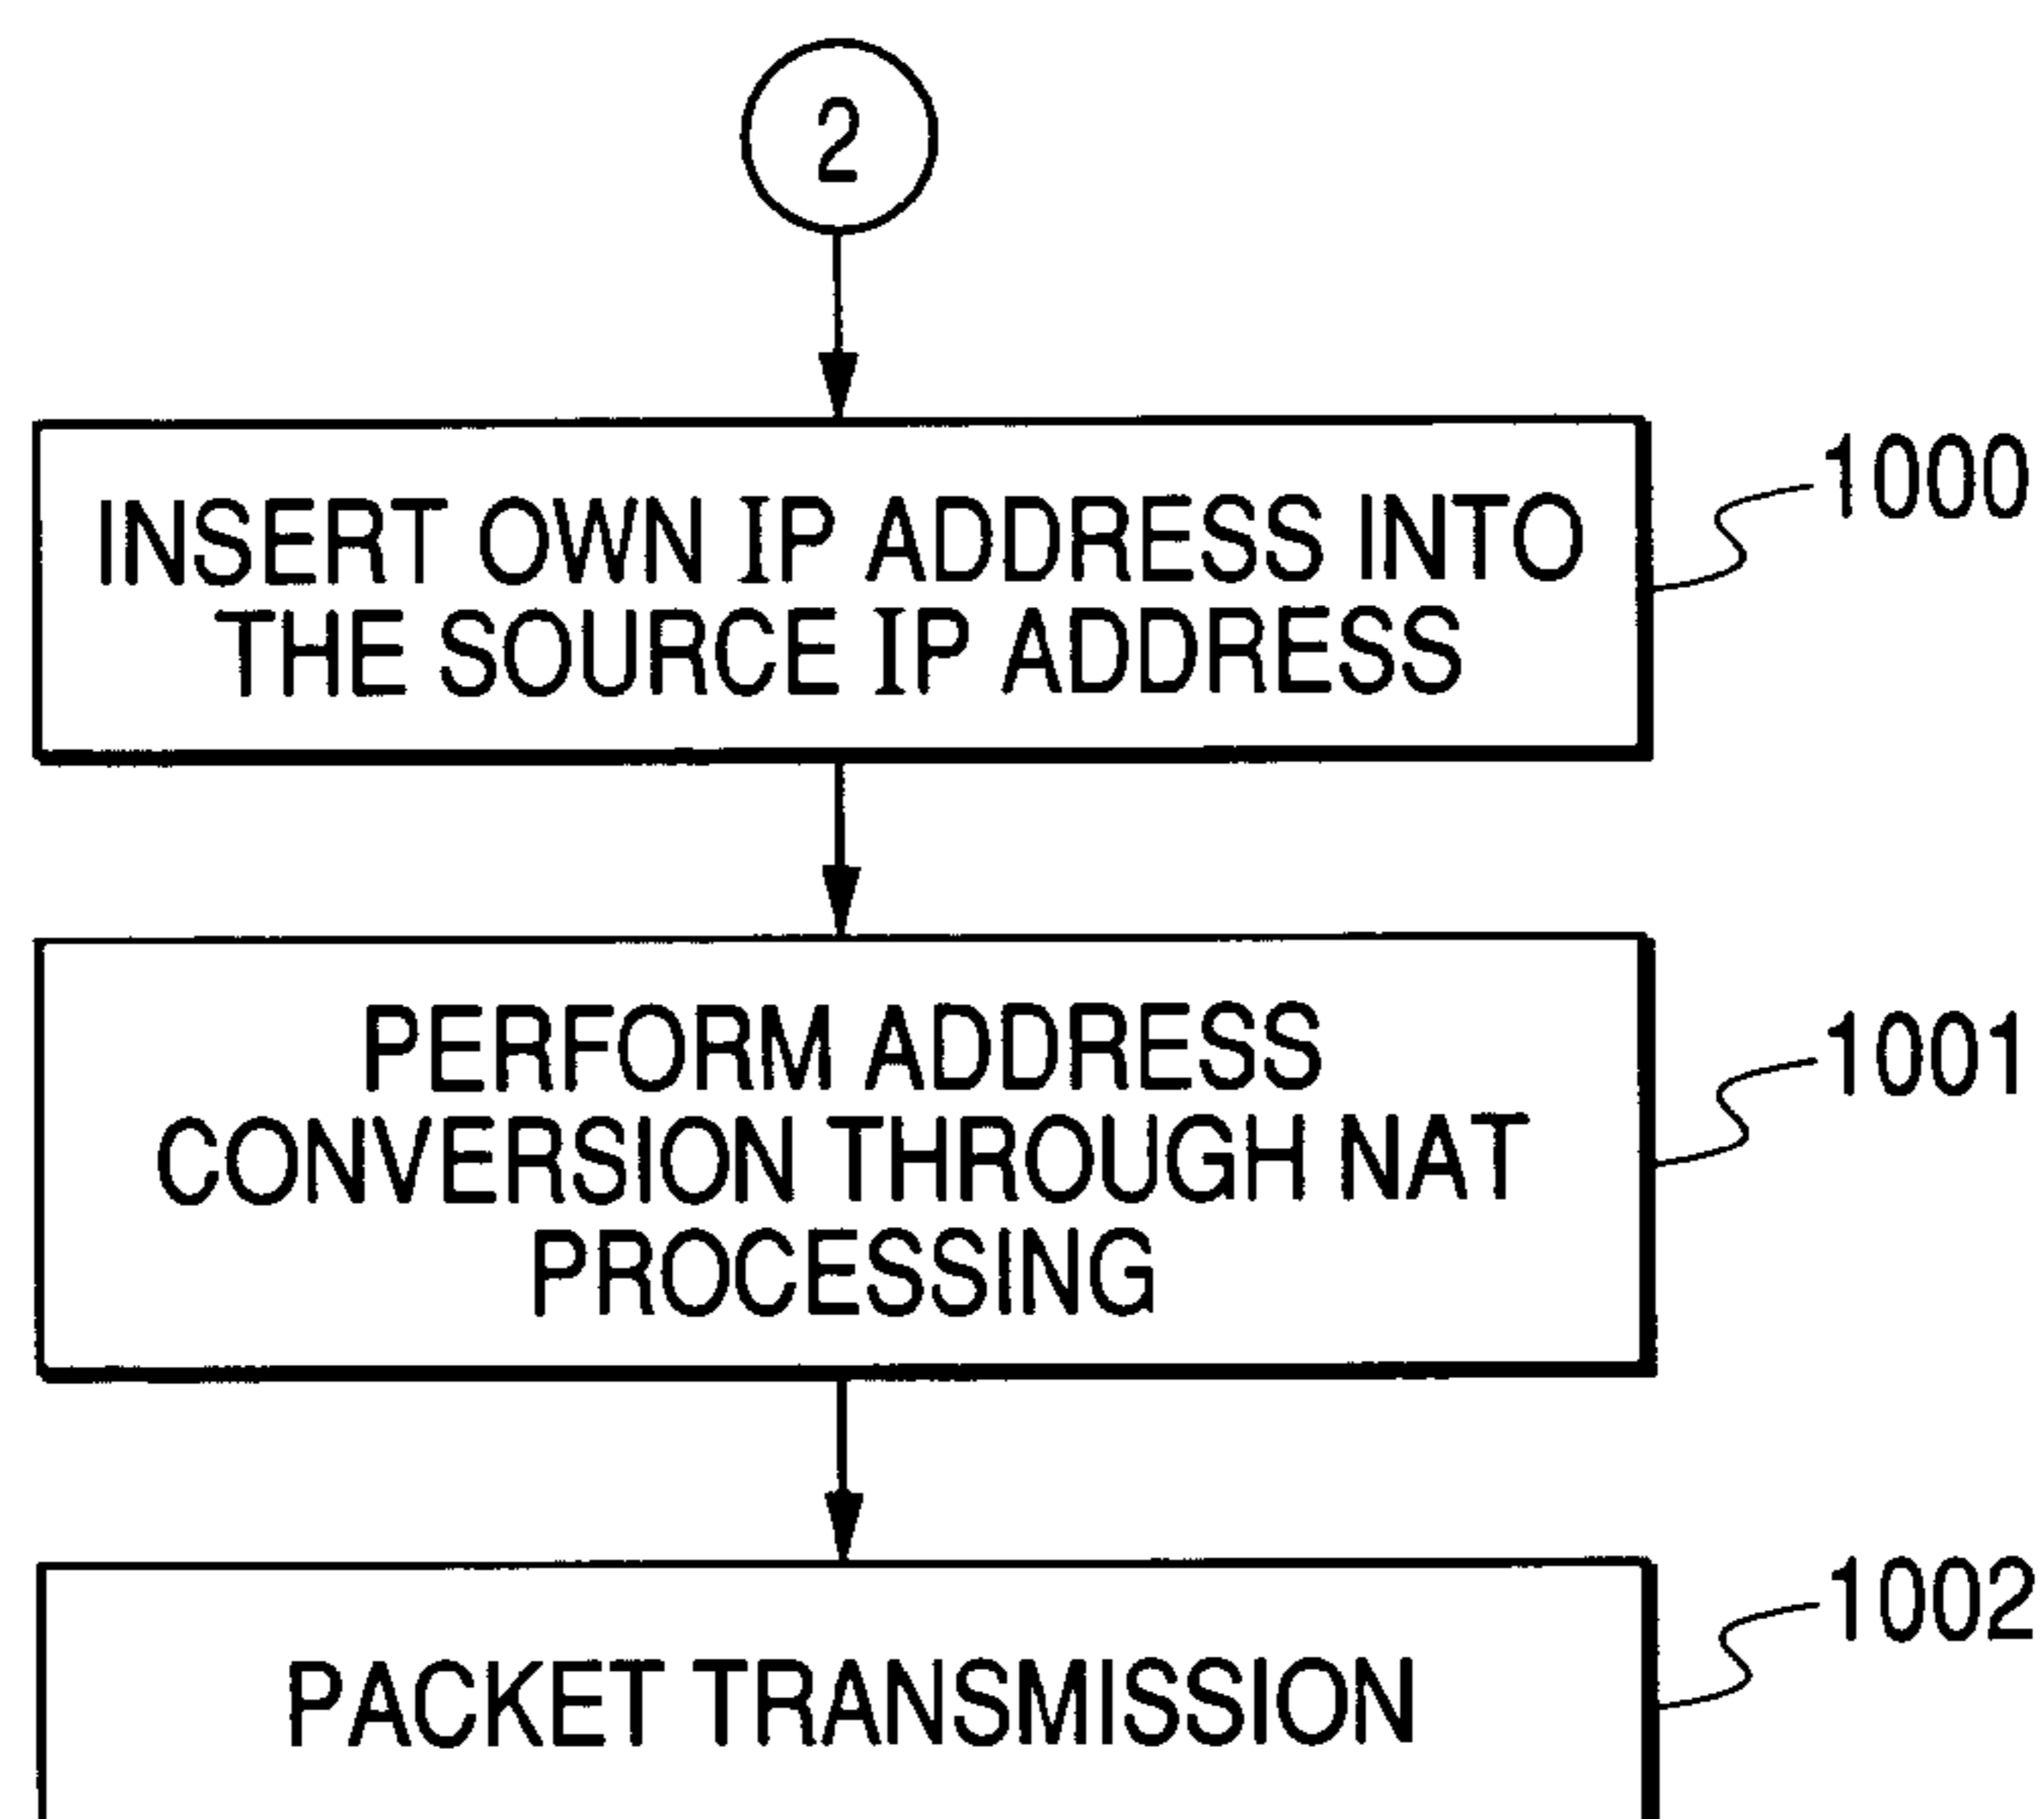 2
INSERT OWN IP ADDRESS INTO
THE SOURCE IP ADDRESS
1000
PERFORM ADDRESS
CONVERSION THROUGH NAT
PROCESSING
1001
PACKET TRANSMISSION
1002